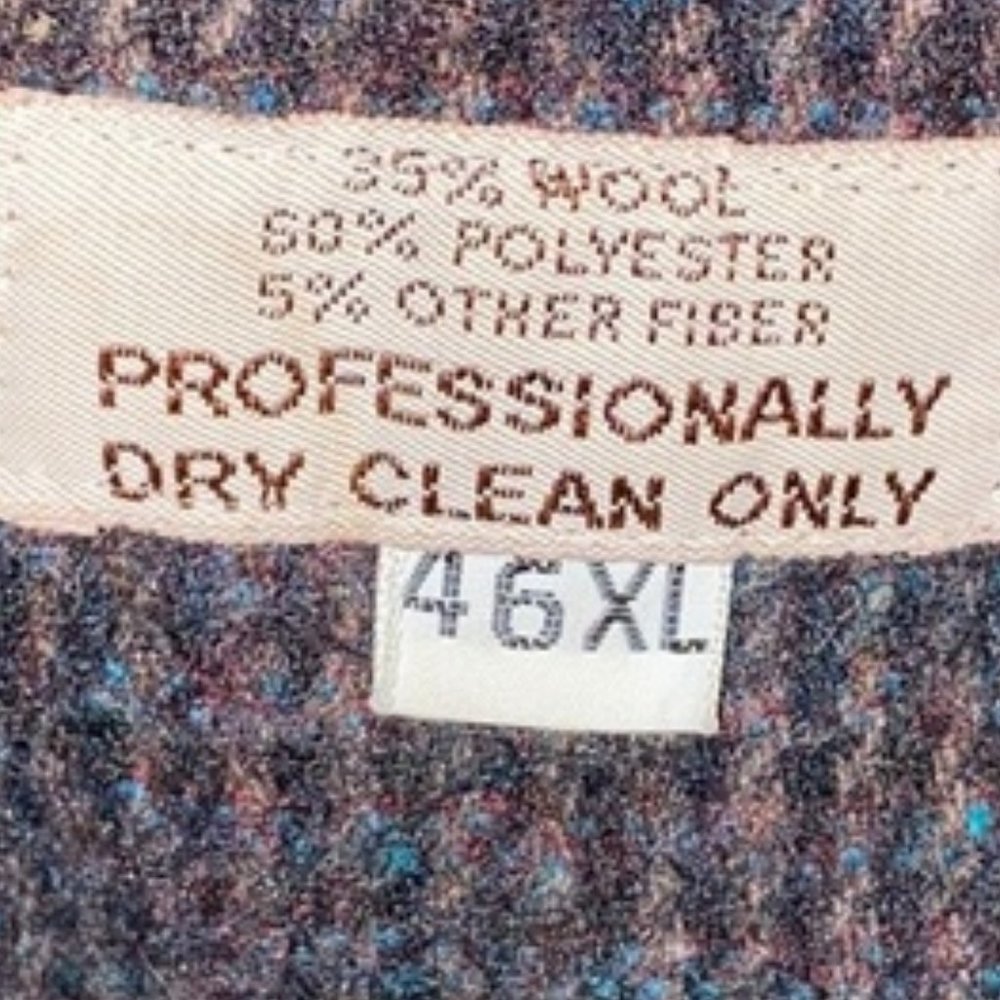 35% WOOL
60% POLYESTER
5% OTHER FIBER
PROFESSIONALLY
DRY CLEAN ONLY
46XL